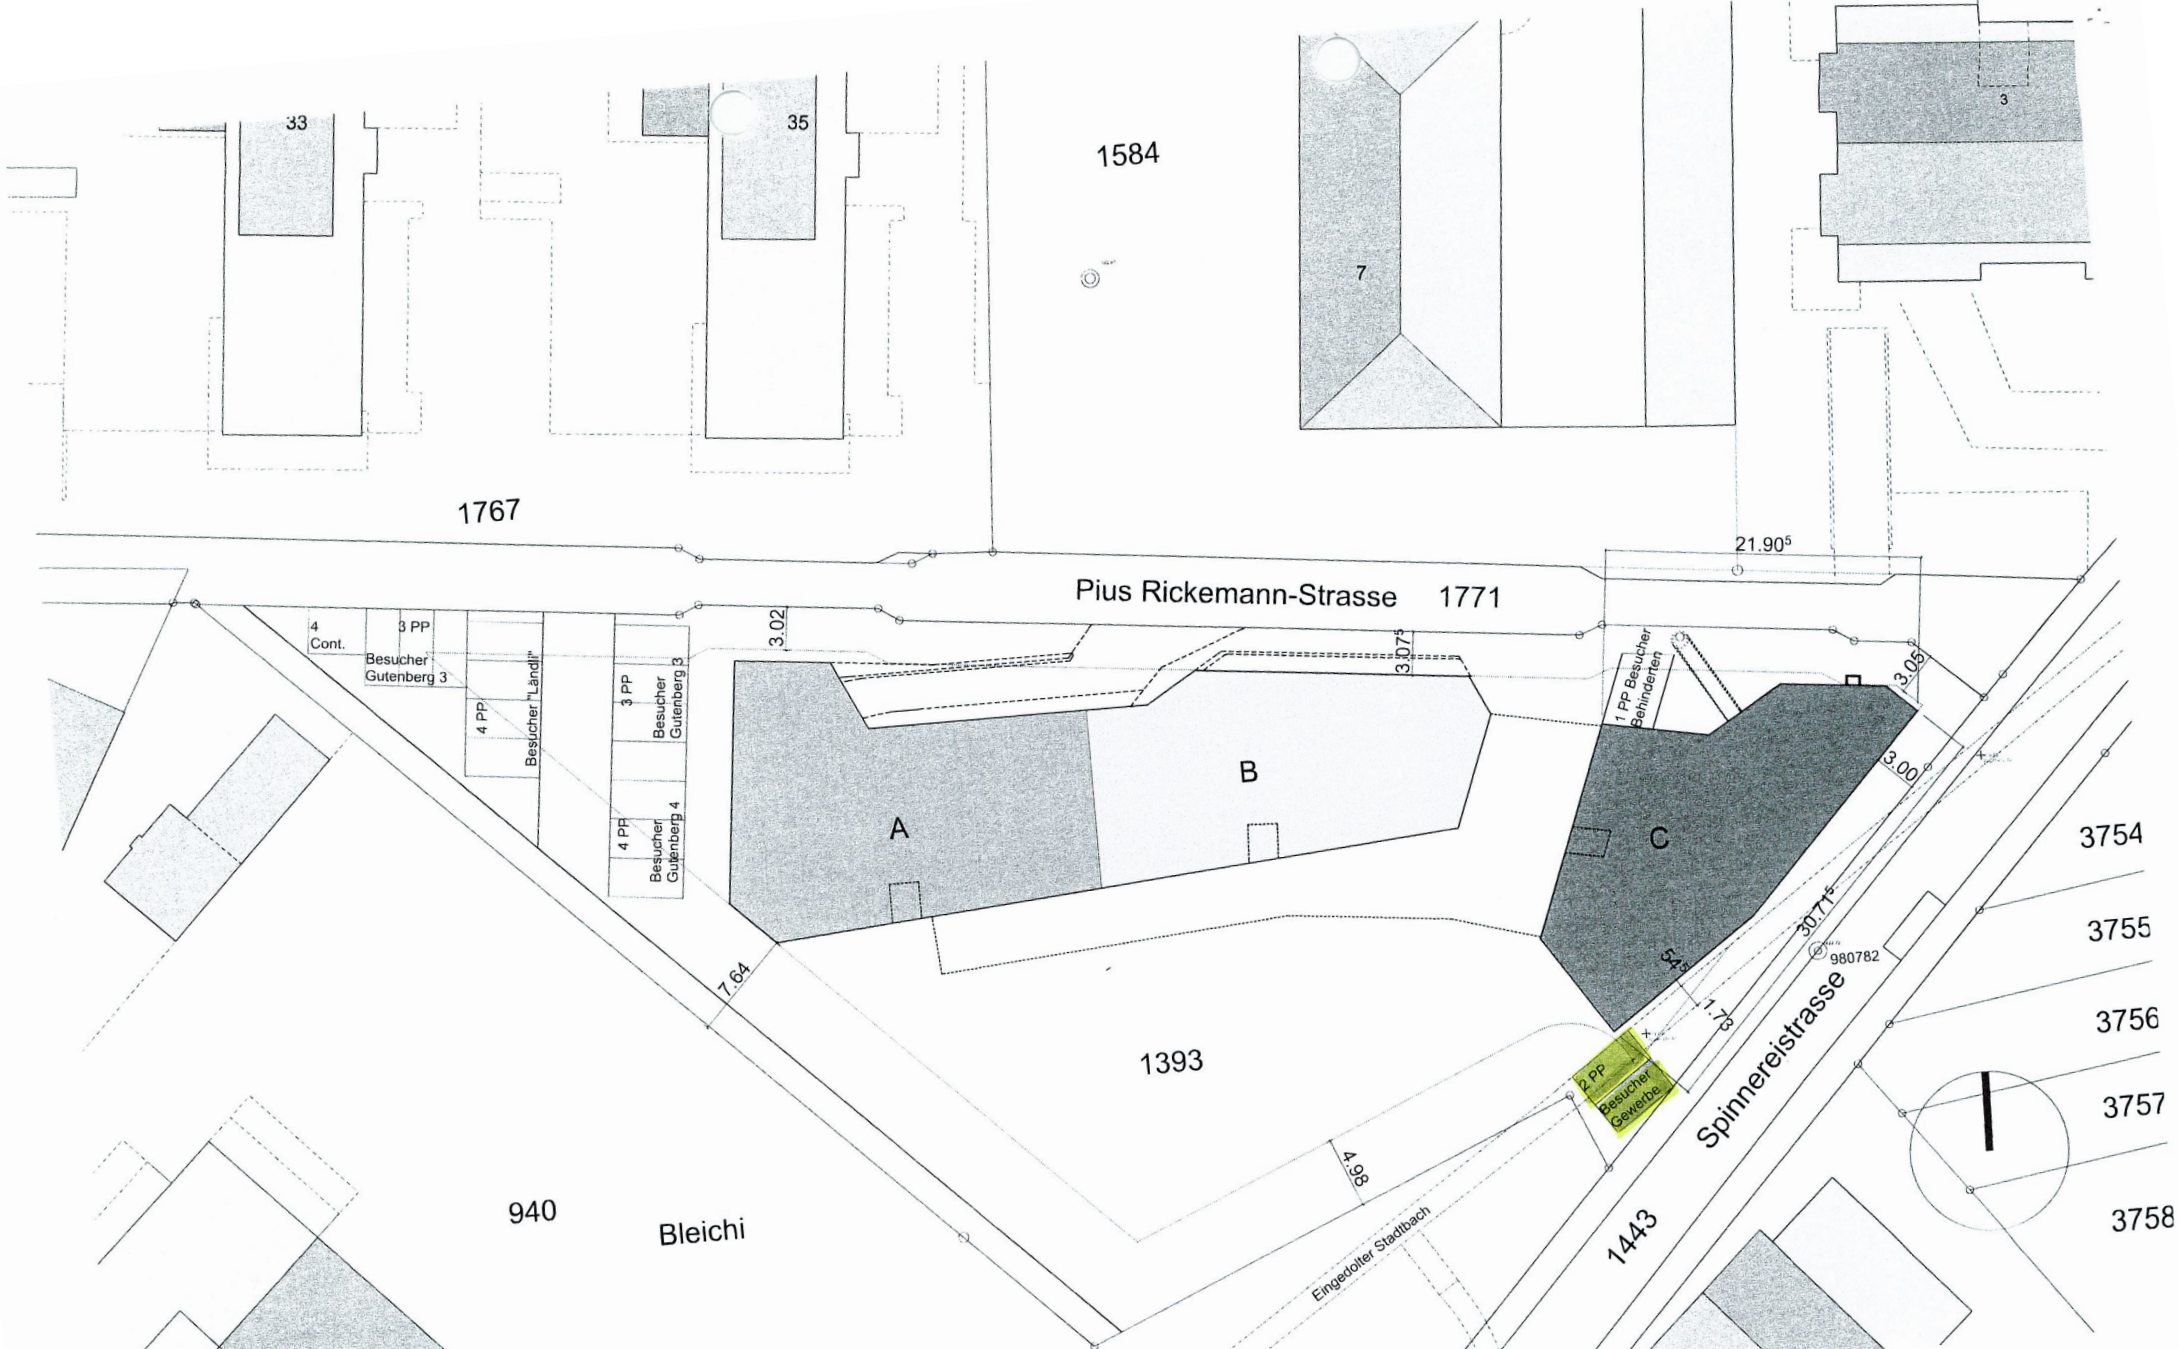 33
35
3
1584
7
1767
21.90⁵
Pius Rickemann-Strasse 1771
4
Cont.
3 PP
Besucher
Gutenberg 3
4 PP
Besucher "Ländli"
3 PP
Besucher
Gutenberg 3
4 PP
Besucher
Gutenberg 4
3.02
3.07⁵
1 PP Besucher
Behinderten
3.05
3.00
A
B
C
3754
3755
3756
3757
3758
30.71⁵
980782
54⁵
1.73
7.64
1393
2 PP
Besucher
Gewerbe
Spinnereistrasse
1443
4.98
Eingedolter Stadtbach
940
Bleichi